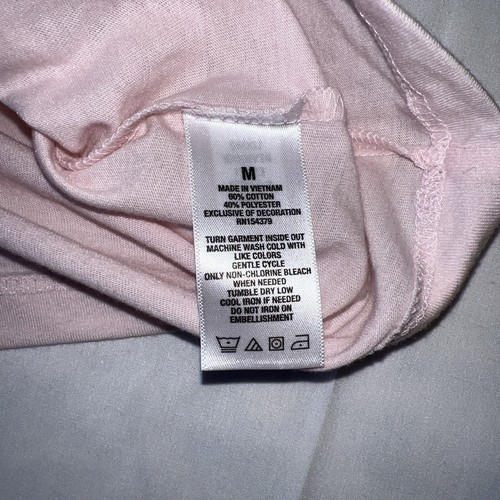 M
MADE IN VIETNAM
60% COTTON
40% POLYESTER
EXCLUSIVE OF DECORATION
RN154379
TURN GARMENT INSIDE OUT
MACHINE WASH COLD WITH
LIKE COLORS
GENTLE CYCLE
ONLY NON-CHLORINE BLEACH
WHEN NEEDED
TUMBLE DRY LOW
COOL IRON IF NEEDED
DO NOT IRON ON
EMBELLISHMENT